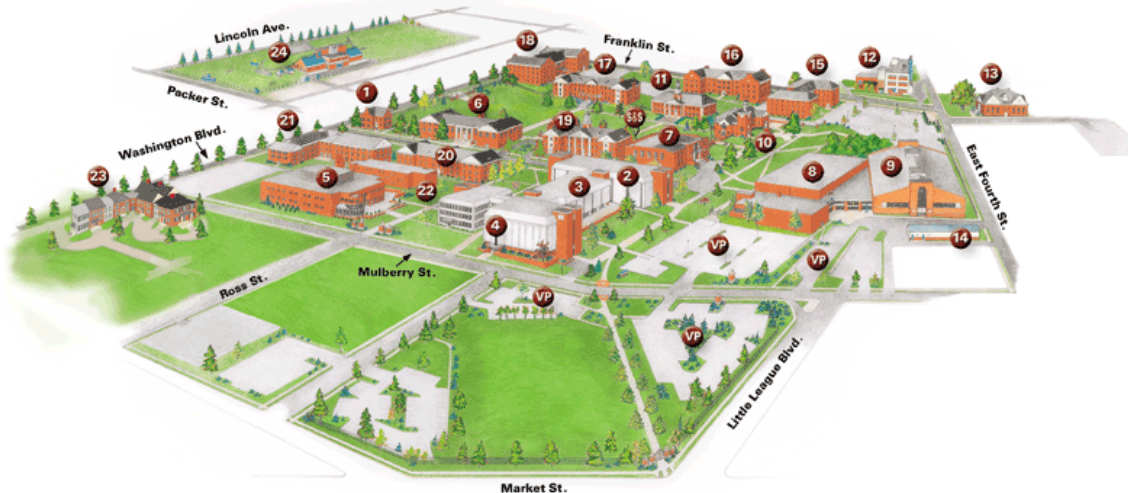 Lincoln Ave.
24
Packer St.
18
Franklin St.
17
11
16
15
12
13
1
6
21
Washington Blvd.
19
$&$
7
10
20
5
22
23
3
2
8
9
East Fourth St.
4
VP
VP
14
Mulberry St.
Ross St.
VP
VP
Little League Blvd.
Market St.